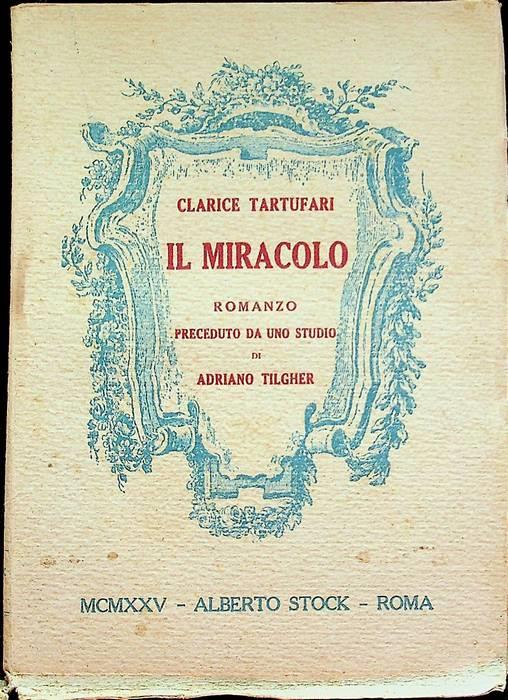 CLARICE TARTUFARI
IL MIRACOLO
ROMANZO
PRECEDUTO DA UNO STUDIO
DI
ADRIANO TILGHER
MCMXXV - ALBERTO STOCK - ROMA